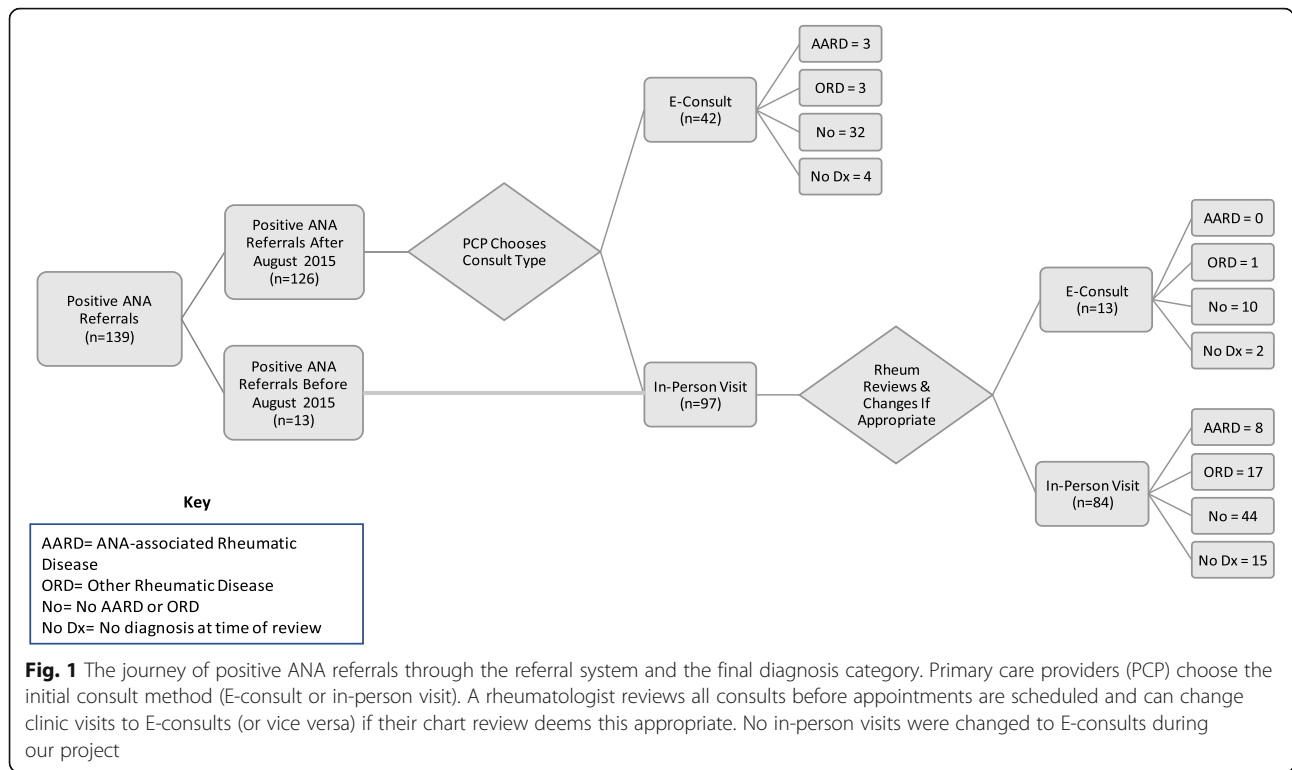 Positive ANA
Referrals
(n=139)
Positive ANA
Referrals After
August 2015
(n=126)
Positive ANA
Referrals Before
August 2015
(n=13)
PCP Chooses
Consult Type
E-Consult
(n=42)
AARD = 3
ORD = 3
No = 32
No Dx = 4
In-Person Visit
(n=97)
Rheum
Reviews &
Changes If
Appropriate
E-Consult
(n=13)
AARD = 0
ORD = 1
No = 10
No Dx = 2
In-Person Visit
(n=84)
AARD = 8
ORD = 17
No = 44
No Dx = 15
Key
AARD= ANA-associated Rheumatic
Disease
ORD= Other Rheumatic Disease
No= No AARD or ORD
No Dx= No diagnosis at time of review
Fig. 1 The journey of positive ANA referrals through the referral system and the final diagnosis category. Primary care providers (PCP) choose the
initial consult method (E-consult or in-person visit). A rheumatologist reviews all consults before appointments are scheduled and can change
clinic visits to E-consults (or vice versa) if their chart review deems this appropriate. No in-person visits were changed to E-consults during
our project